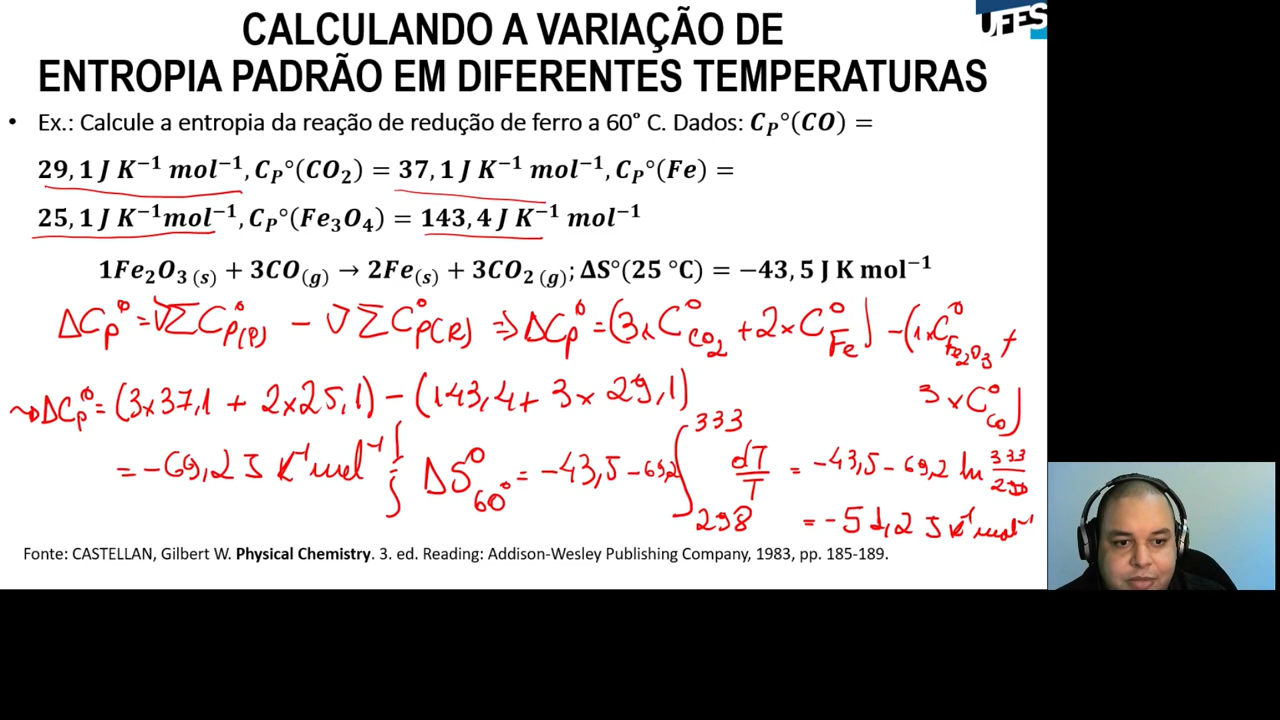 CALCULANDO A VARIAÇÃO DE
ENTROPIA PADRÃO EM DIFERENTES TEMPERATURAS
UFES
• Ex.: Calcule a entropia da reação de redução de ferro a 60° C. Dados: C_P°(CO) =
29,1 J K⁻¹ mol⁻¹, C_P°(CO₂) = 37,1 J K⁻¹ mol⁻¹, C_P°(Fe) =
25,1 J K⁻¹mol⁻¹, C_P°(Fe₃O₄) = 143,4 J K⁻¹ mol⁻¹
1Fe₂O₃ (s) + 3CO(g) → 2Fe(s) + 3CO₂ (g); ΔS°(25 °C) = −43,5 J K mol⁻¹
ΔCp° = ν∑C°p(P) − ν∑C°p(R) ⇒ ΔCp° = (3×C°CO₂ + 2×C°Fe) − (1×C°Fe₂O₃ +
3×C°CO)
⇝ ΔCp° = (3×37,1 + 2×25,1) − (143,4 + 3×29,1)
= −69,2 J K⁻¹ mol⁻¹ ; ΔS°60° = −43,5 − 69,2 ∫₂₉₈³³³ dT/T = −43,5 − 69,2 ln 333/298
= −51,2 J K⁻¹ mol⁻¹
Fonte: CASTELLAN, Gilbert W. Physical Chemistry. 3. ed. Reading: Addison-Wesley Publishing Company, 1983, pp. 185-189.